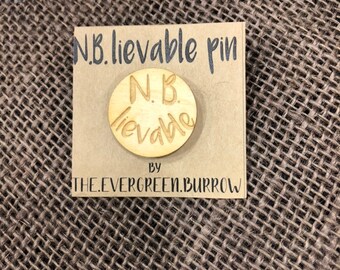 N.B.lievable pin
N.B.
lievable
BY
THE.EVERGREEN.BURROW